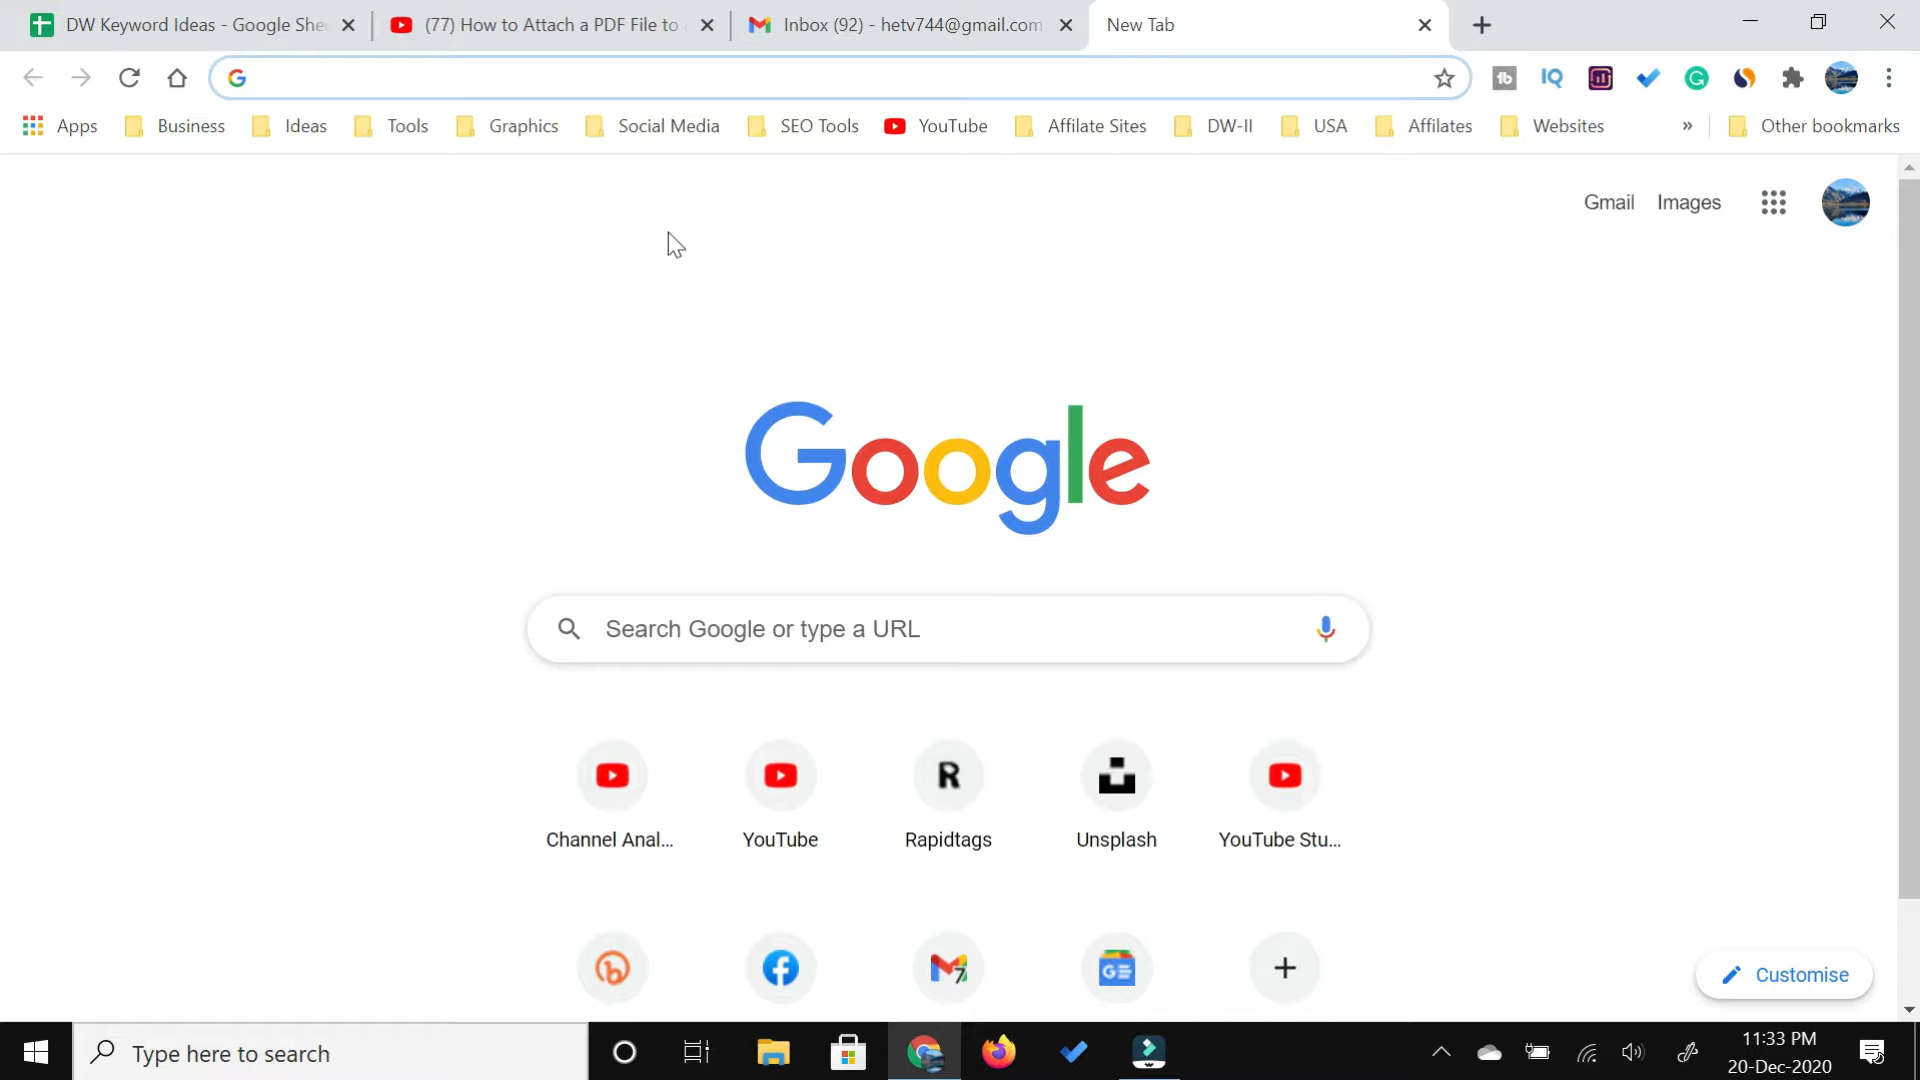 DW Keyword Ideas - Google She
(77) How to Attach a PDF File to
Inbox (92) - hetv744@gmail.com
New Tab
Apps
Business
Ideas
Tools
Graphics
Social Media
SEO Tools
YouTube
Affilate Sites
DW-II
USA
Affilates
Websites
»
Other bookmarks
Gmail
Images
Google
Search Google or type a URL
Channel Anal...
YouTube
Rapidtags
Unsplash
YouTube Stu...
Customise
Type here to search
11:33 PM
20-Dec-2020